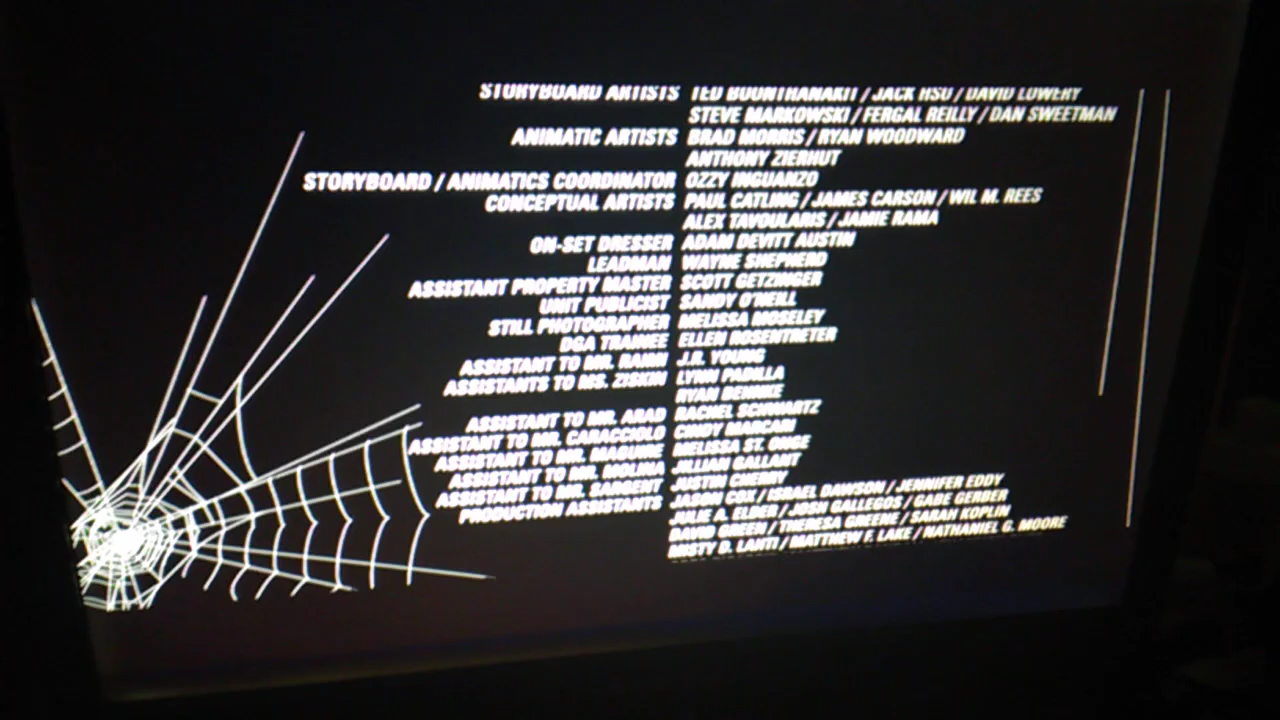 STORYBOARD ARTISTS TED BOONTHANAKIT / JACK HSU / DAVID LOWERY
STEVE MARKOWSKI / FERGAL REILLY / DAN SWEETMAN
ANIMATIC ARTISTS BRAD MORRIS / RYAN WOODWARD
ANTHONY ZIERHUT
STORYBOARD / ANIMATICS COORDINATOR OZZY INGUANZO
CONCEPTUAL ARTISTS PAUL CATLING / JAMES CARSON / WIL M. REES
ALEX TAVOULARIS / JAMIE RAMA
ON-SET DRESSER ADAM DEVITT AUSTIN
LEADMAN WAYNE SHEPHERD
ASSISTANT PROPERTY MASTER SCOTT GETZINGER
UNIT PUBLICIST SANDY O'NEILL
STILL PHOTOGRAPHER MELISSA MOSELEY
DGA TRAINEE ELLEN ROSENTRETER
ASSISTANT TO MR. RAIMI J.R. YOUNG
ASSISTANTS TO MS. ZISKIN LYNN PADILLA
RYAN
ASSISTANT TO MR. ARAD RACHEL SCHWARTZ
ASSISTANT TO MR. CARACCIOLO CINDY MARCARI
ASSISTANT TO MR. MAGUIRE MELISSA ST. ONGE
ASSISTANT TO MR. MOLINA JILLIAN GALLANT
ASSISTANT TO MR. SARGENT JUSTIN CHERRY
PRODUCTION ASSISTANTS JASON COX / ISRAEL DAWSON / JENNIFER EDDY
JULIE A. ELDER / JOSH GALLEGOS / GABE GERBER
DAVID GREEN / THERESA GREENE / SARAH KOPLIN
MISTY D. LANTI / MATTHEW F. LAKE / NATHANIEL G. MOORE